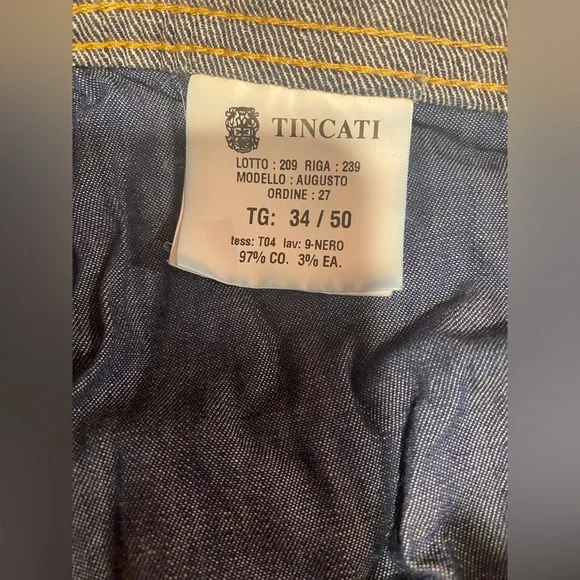 TINCATI
LOTTO : 209 RIGA : 239
MODELLO : AUGUSTO
ORDINE : 27
TG: 34 / 50
tess: T04 lav: 9-NERO
97% CO. 3% EA.